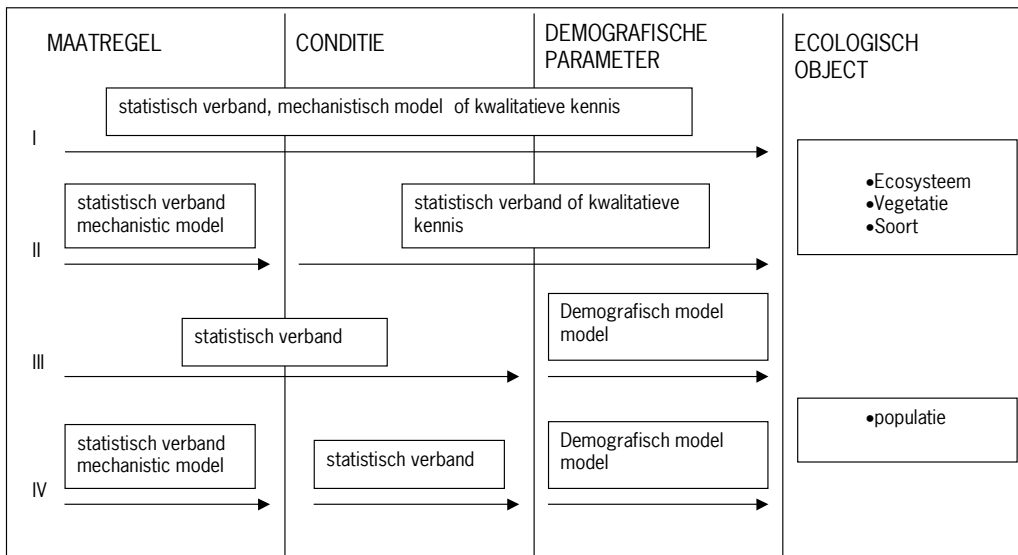 MAATREGEL
CONDITIE
DEMOGRAFISCHE
PARAMETER
ECOLOGISCH
OBJECT
statistisch verband, mechanistisch model of kwalitatieve kennis
I
statistisch verband
mechanistic model
statistisch verband of kwalitatieve
kennis
II
•Ecosysteem
•Vegetatie
•Soort
statistisch verband
Demografisch model
model
III
statistisch verband
mechanistic model
statistisch verband
Demografisch model
model
IV
•populatie